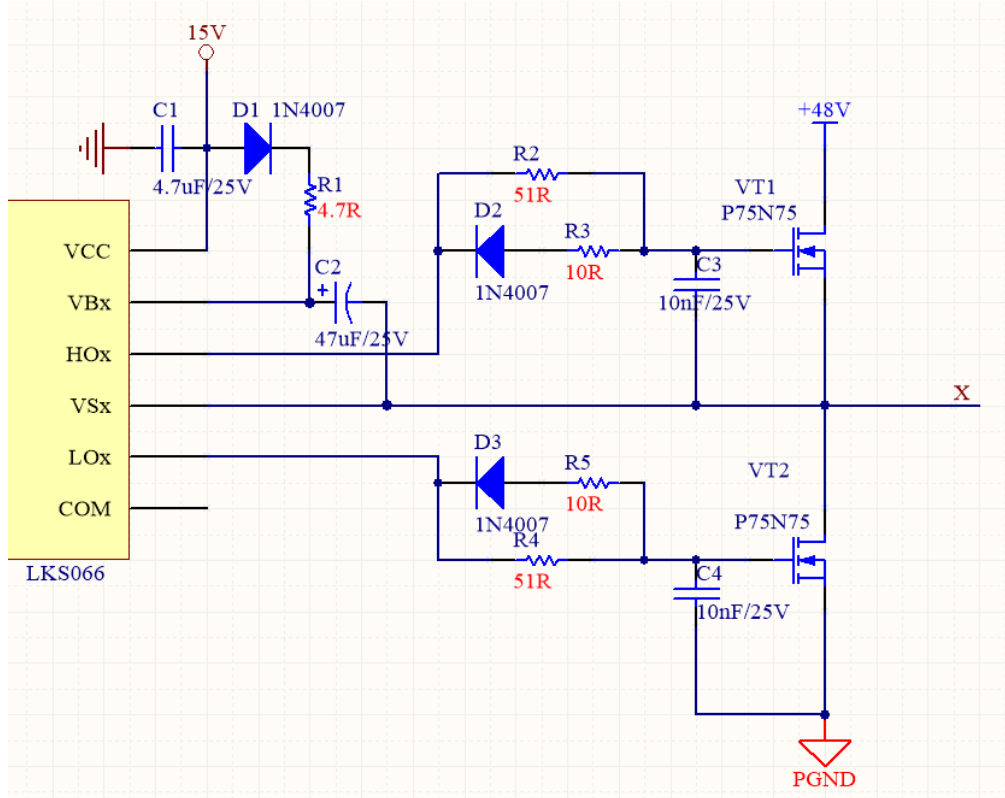 15V
C1
D1 1N4007
4.7uF/25V
R1
4.7R
VCC
VBx
HOx
VSx
LOx
COM
LKS066
C2
+
47uF/25V
R2
51R
D2
R3
1N4007
10R
C3
10nF/25V
+48V
VT1
P75N75
X
D3
R5
1N4007
10R
R4
51R
C4
10nF/25V
VT2
P75N75
PGND